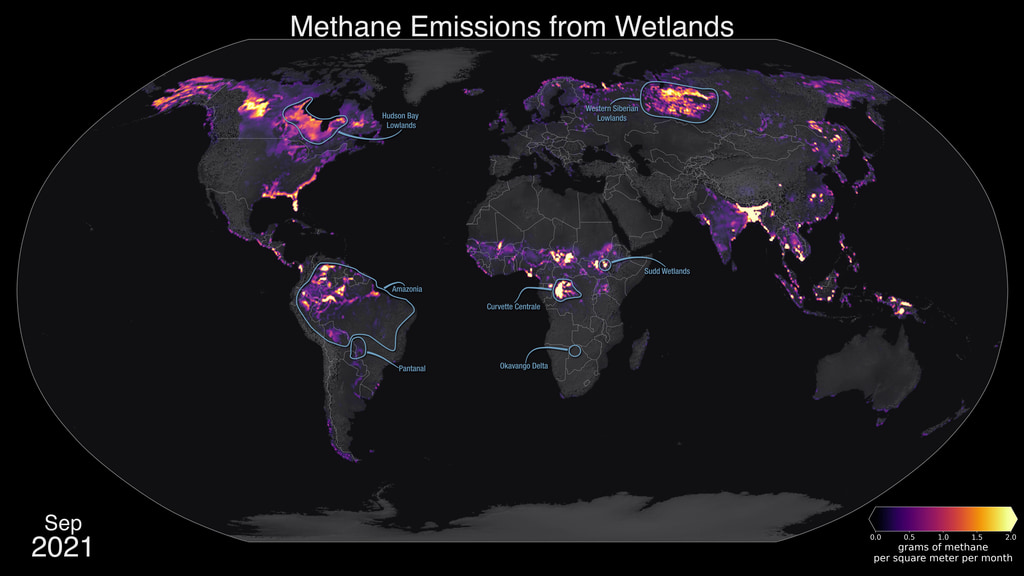 Methane Emissions from Wetlands
Hudson Bay
Lowlands
Western Siberian
Lowlands
Sudd Wetlands
Amazonia
Curvette Centrale
Okavango Delta
Pantanal
Sep
2021
0.0 0.5 1.0 1.5 2.0
grams of methane
per square meter per month